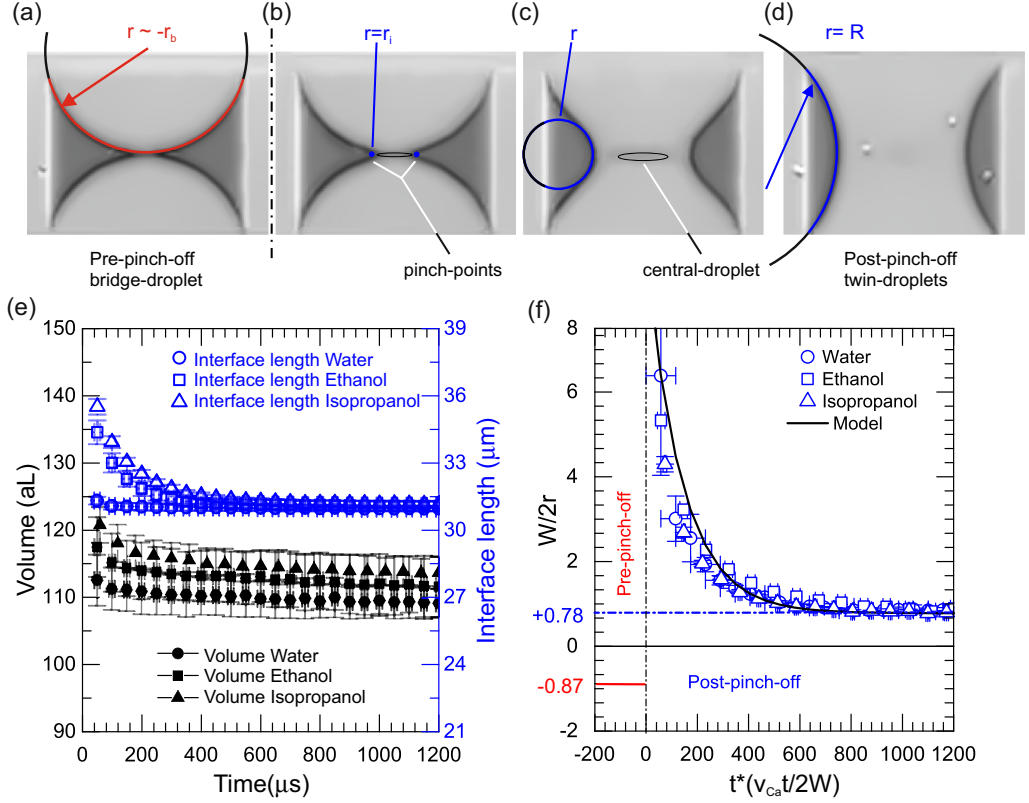 (a)
(b)
(c)
(d)
r ~ -r_b
r=r_i
r
r= R
Pre-pinch-off
bridge-droplet
pinch-points
central-droplet
Post-pinch-off
twin-droplets
(e)
150
140
130
120
110
100
90
Volume (aL)
39
36
33
30
27
24
21
Interface length (μm)
Interface length Water
Interface length Ethanol
Interface length Isopropanol
Volume Water
Volume Ethanol
Volume Isopropanol
0 200 400 600 800 1000 1200
Time(μs)
(f)
8
6
4
2
+0.78
0
-0.87
-2
W/2r
Water
Ethanol
Isopropanol
Model
Pre-pinch-off
Post-pinch-off
-200 0 200 400 600 800 1000 1200
t*(v_Ca t/2W)